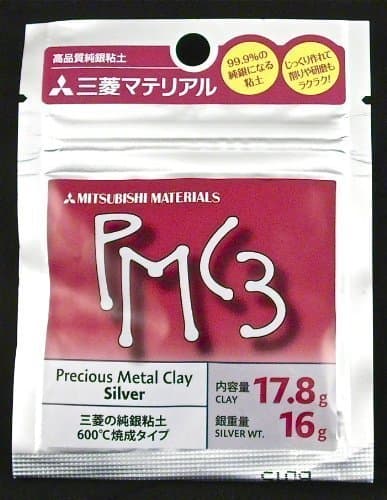 高品質純銀粘土
三菱マテリアル
99.9%の
純銀になる
粘土
じっくり作れて
削りや研磨も
ラクラク!
MITSUBISHI MATERIALS
PMC3
Precious Metal Clay
Silver
三菱の純銀粘土
600℃焼成タイプ
内容量 17.8g
CLAY
銀重量 16g
SILVER WT.